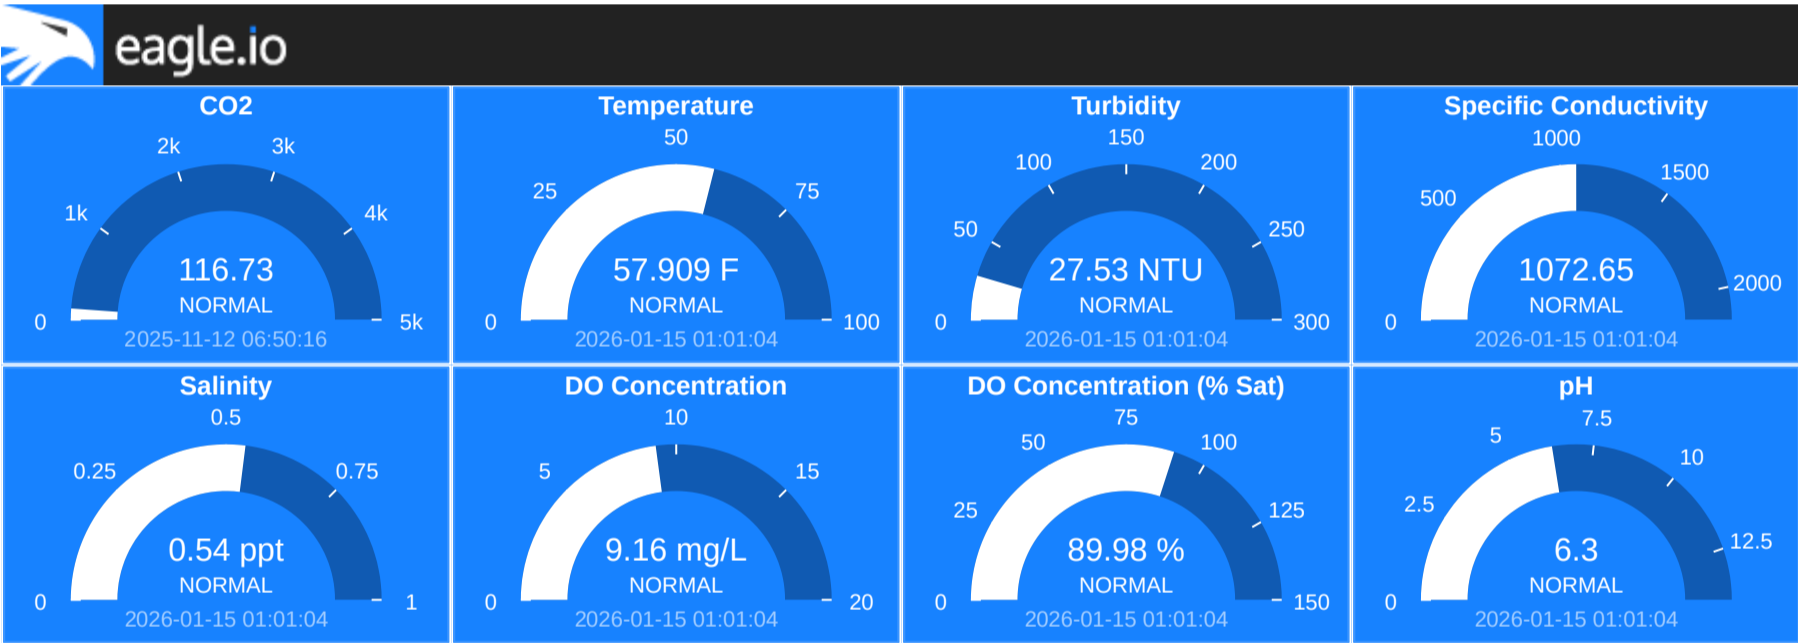 eagle.io
CO2
2k 3k
1k 4k
116.73
NORMAL
0 5k
2025-11-12 06:50:16
Temperature
50
25 75
57.909 F
NORMAL
0 100
2026-01-15 01:01:04
Turbidity
150
100 200
50 250
27.53 NTU
NORMAL
0 300
2026-01-15 01:01:04
Specific Conductivity
1000
1500
500
1072.65
2000
NORMAL
0
2026-01-15 01:01:04
Salinity
0.5
0.25 0.75
0.54 ppt
NORMAL
0 1
2026-01-15 01:01:04
DO Concentration
10
5 15
9.16 mg/L
NORMAL
0 20
2026-01-15 01:01:04
DO Concentration (% Sat)
75
50 100
25 125
89.98 %
NORMAL
0 150
2026-01-15 01:01:04
pH
7.5
5
10
2.5
12.5
6.3
NORMAL
0
2026-01-15 01:01:04